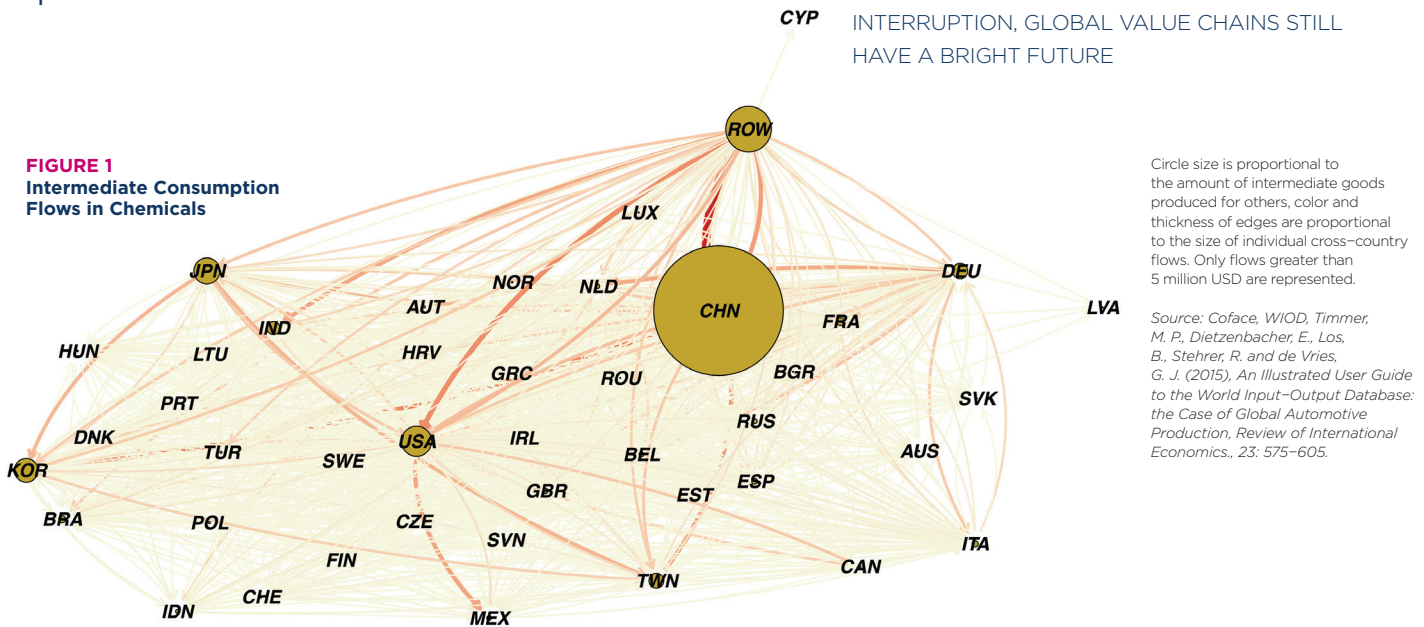 INTERRUPTION, GLOBAL VALUE CHAINS STILL
HAVE A BRIGHT FUTURE
FIGURE 1
Intermediate Consumption
Flows in Chemicals
CYP
ROW
LUX
JPN
DEU
NOR
NLD
CHN
LVA
AUT
FRA
IND
HUN
LTU
HRV
GRC
ROU
BGR
PRT
SVK
RUS
DNK
USA
IRL
TUR
SWE
BEL
AUS
KOR
GBR
EST
ESP
BRA
POL
CZE
SVN
ITA
FIN
CAN
TWN
CHE
IDN
MEX
Circle size is proportional to
the amount of intermediate goods
produced for others, color and
thickness of edges are proportional
to the size of individual cross-country
flows. Only flows greater than
5 million USD are represented.
Source: Coface, WIOD, Timmer,
M. P., Dietzenbacher, E., Los,
B., Stehrer, R. and de Vries,
G. J. (2015), An Illustrated User Guide
to the World Input-Output Database:
the Case of Global Automotive
Production, Review of International
Economics., 23: 575-605.